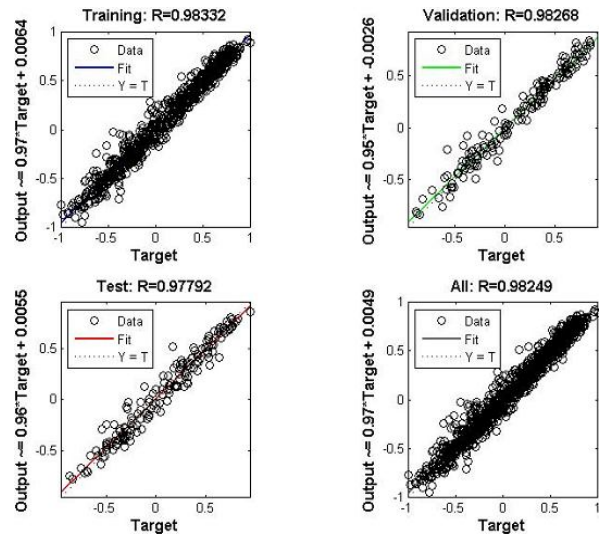 Training: R=0.98332
Output ~= 0.97*Target + 0.0064
1
0.5
0
-0.5
-1
Data
Fit
Y = T
-1
-0.5
0
0.5
1
Target
Validation: R=0.98268
Output ~= 0.95*Target + -0.0026
0.5
0
-0.5
Data
Fit
Y = T
-0.5
0
0.5
Target
Test: R=0.97792
Output ~= 0.96*Target + 0.0055
0.5
0
-0.5
Data
Fit
Y = T
-0.5
0
0.5
Target
All: R=0.98249
Output ~= 0.97*Target + 0.0049
1
0.5
0
-0.5
-1
Data
Fit
Y = T
-1
-0.5
0
0.5
1
Target